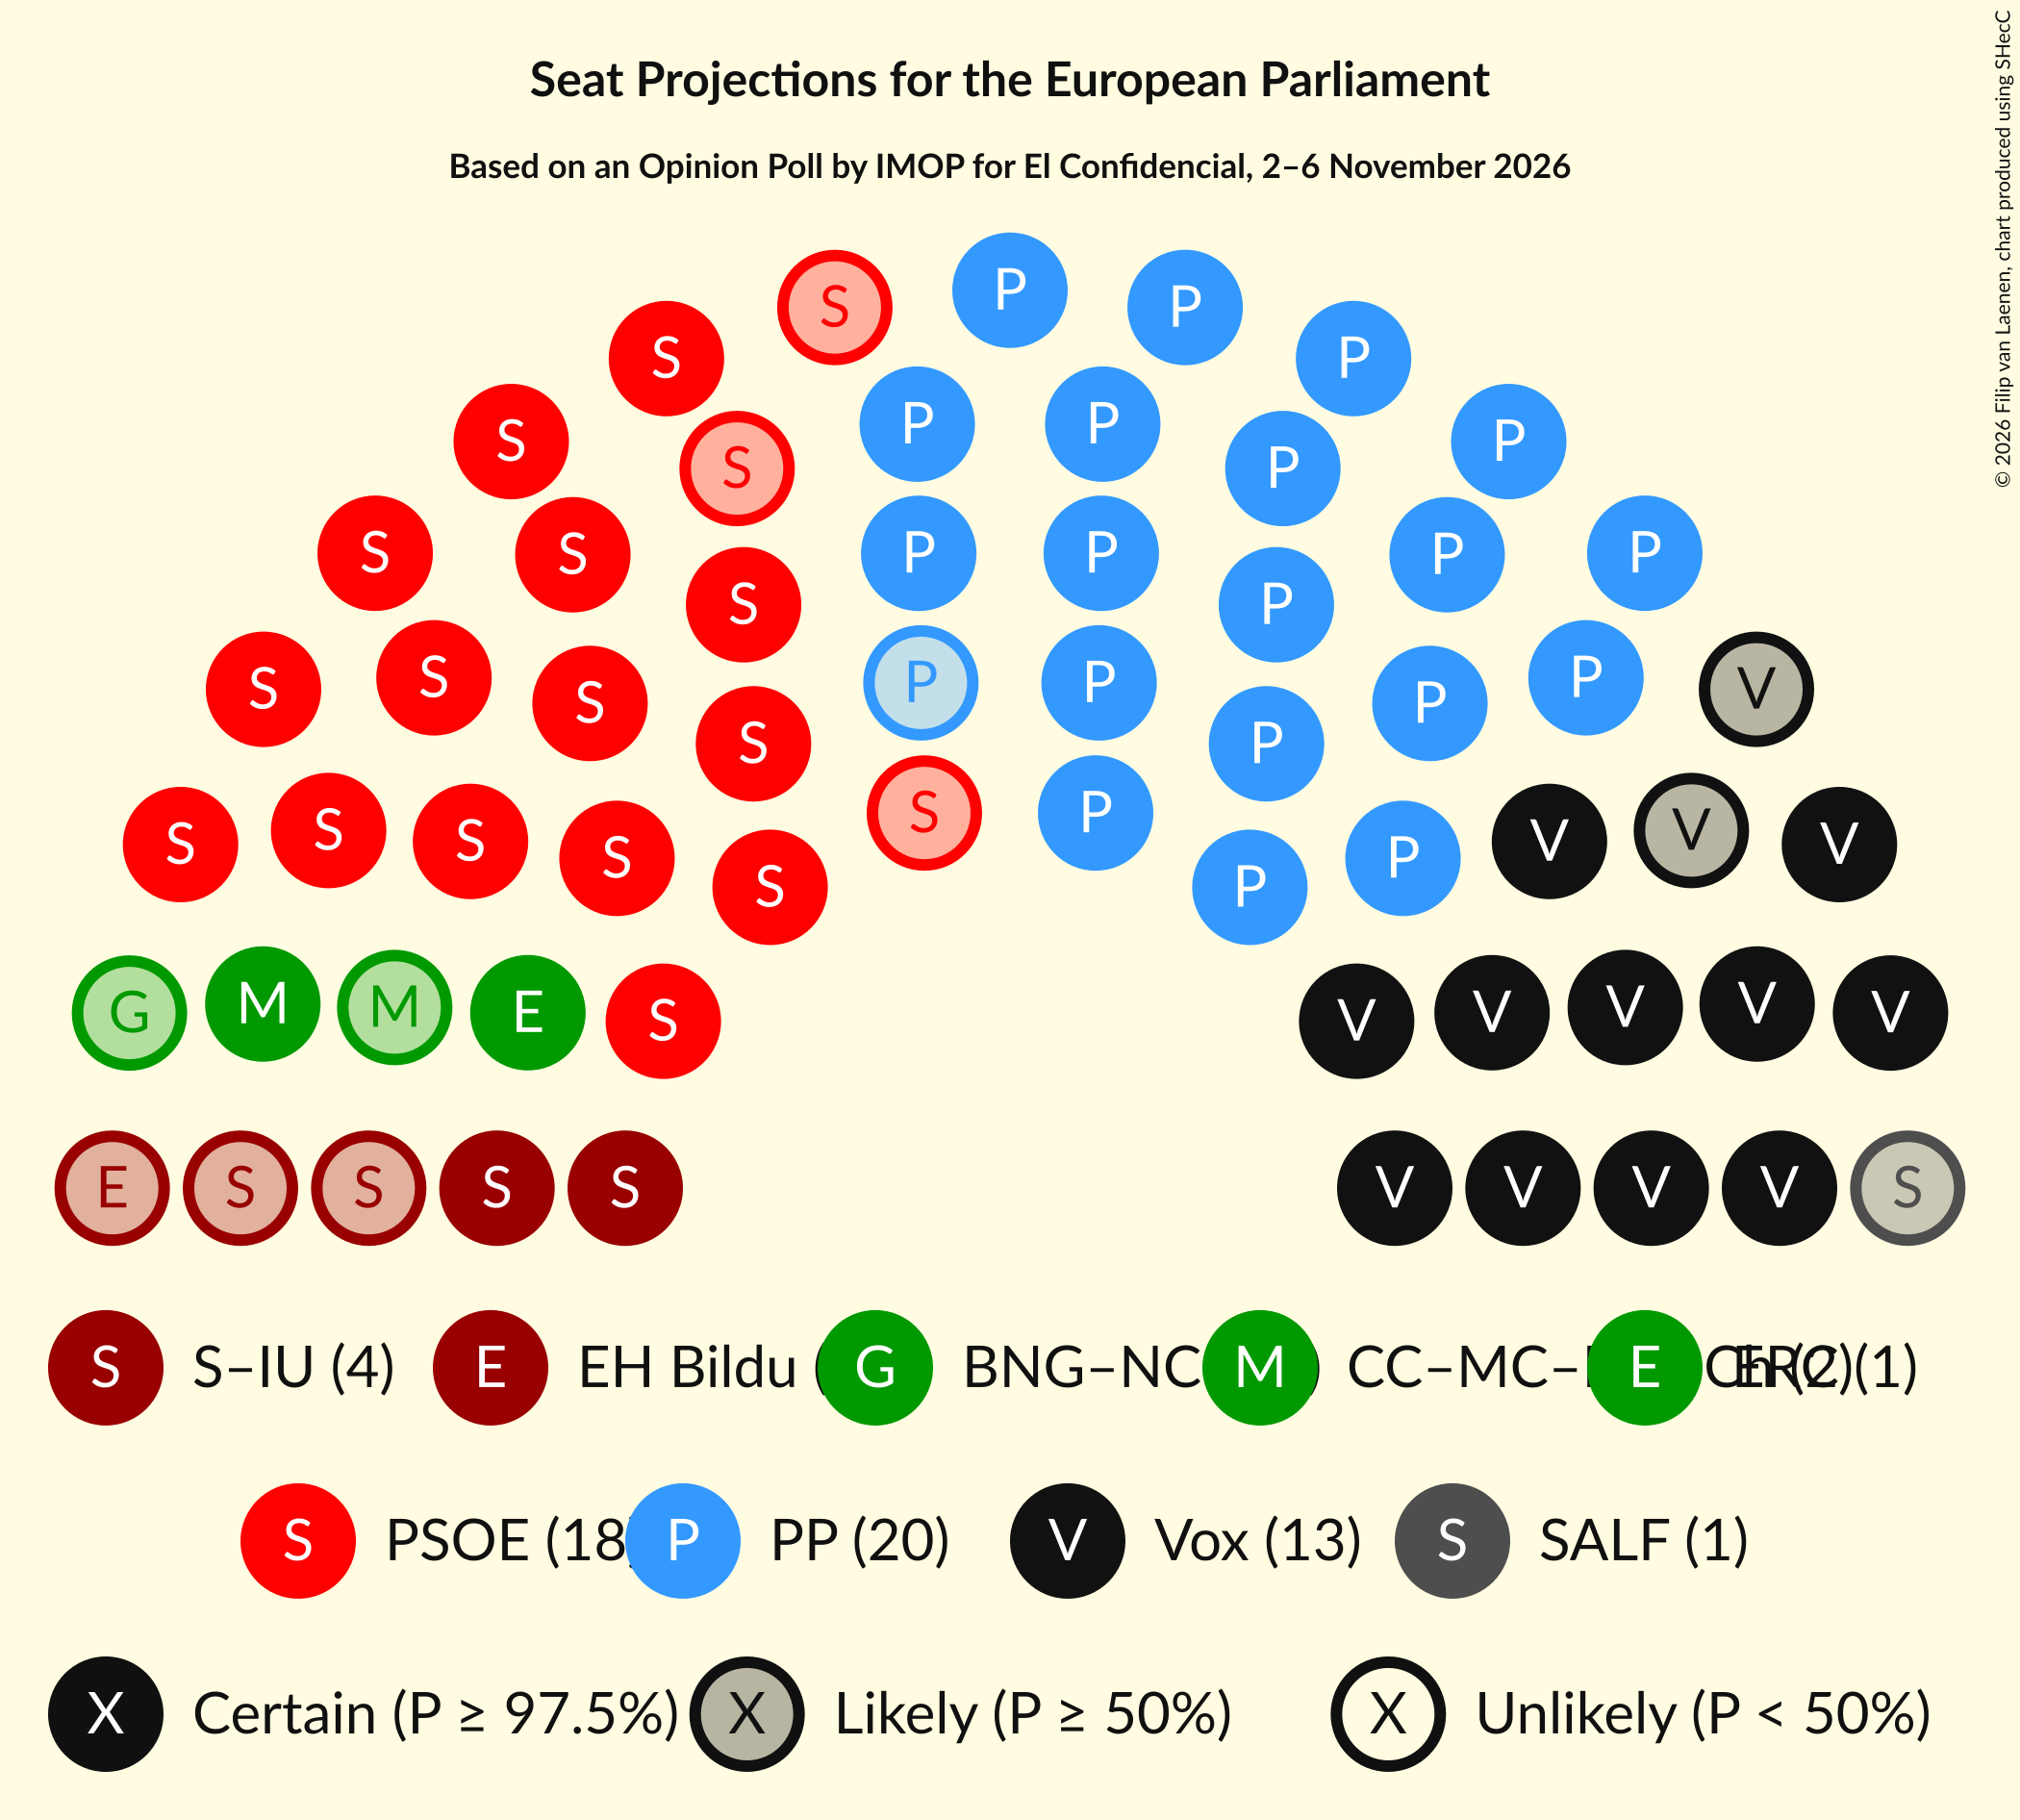 Seat Projections for the European Parliament
Based on an Opinion Poll by IMOP for El Confidencial, 2–6 November 2026
© 2026 Filip van Laenen, chart produced using SHecC
S P P
S P
S S P P P
S S P P P P
S S P P P
S S S P P P P P V
S P
S S S S S P P P V V V
G M M E S V V V V V
E S S S S V V V V S
S S–IU (4) E EH Bildu G BNG–NC M CC–MC– E ERC (1)
S PSOE (18 P PP (20) V Vox (13) S SALF (1)
X Certain (P ≥ 97.5%) X Likely (P ≥ 50%) X Unlikely (P < 50%)